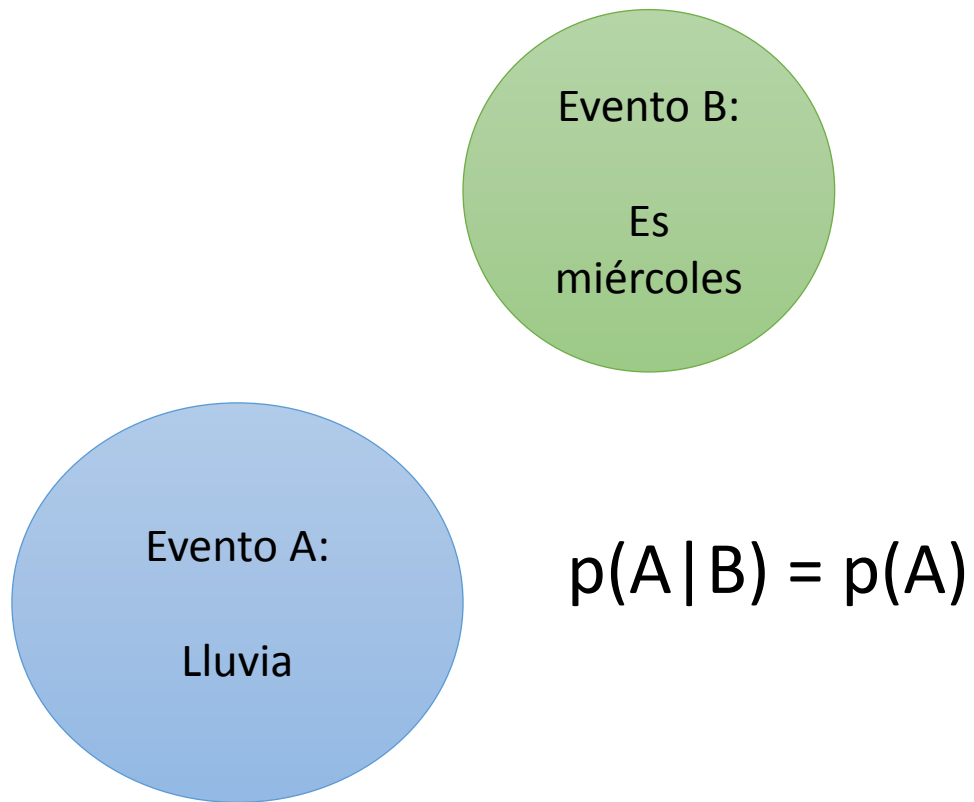 Evento B:
Es
miércoles
Evento A:
Lluvia
p(A|B) = p(A)